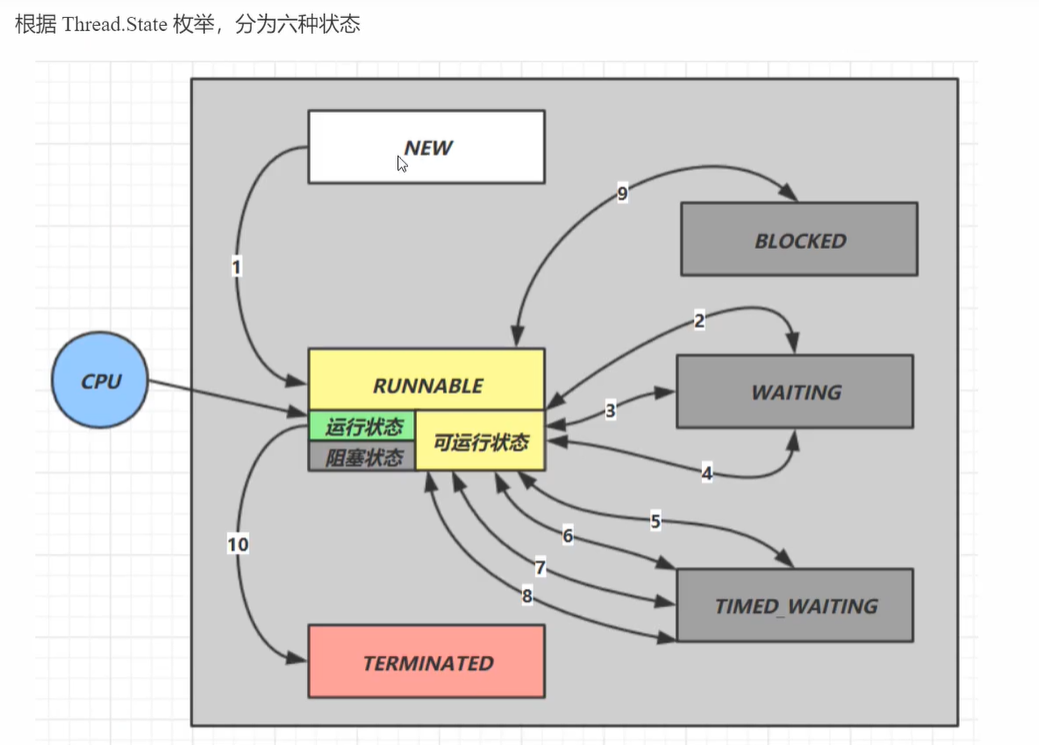 根据 Thread.State 枚举，分为六种状态
NEW
9
BLOCKED
1
2
CPU
RUNNABLE
WAITING
3
运行状态
可运行状态
阻塞状态
4
5
6
10
7
8
TIMED_WAITING
TERMINATED